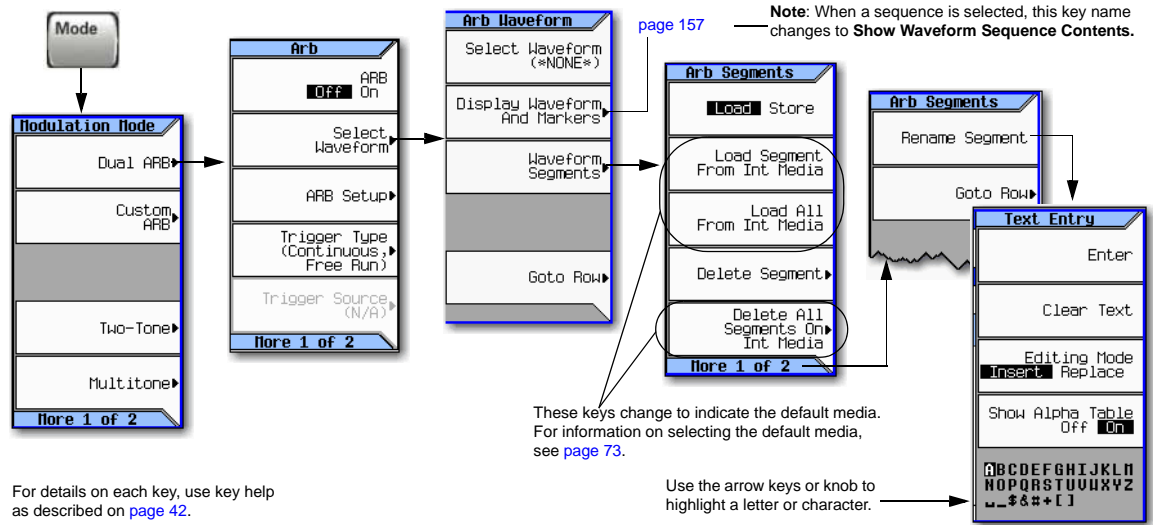 Mode
Modulation Mode
Dual ARB
Custom
ARB
Two-Tone
Multitone
More 1 of 2
For details on each key, use key help
as described on page 42.
Arb
ARB
Off On
Select
Waveform
ARB Setup
Trigger Type
(Continuous,
Free Run)
Trigger Source
(N/A)
More 1 of 2
Arb Waveform
Select Waveform
(*NONE*)
Display Waveform
And Markers
Waveform
Segments
Goto Row
page 157
Note: When a sequence is selected, this key name
changes to Show Waveform Sequence Contents.
Arb Segments
Load Store
Load Segment
From Int Media
Load All
From Int Media
Delete Segment
Delete All
Segments On
Int Media
More 1 of 2
These keys change to indicate the default media.
For information on selecting the default media,
see page 73.
Arb Segments
Rename Segment
Goto Row
Text Entry
Enter
Clear Text
Editing Mode
Insert Replace
Show Alpha Table
Off On
ABCDEFGHIJKLM
NOPQRSTUVWXYZ
␣_$&#+[]
Use the arrow keys or knob to
highlight a letter or character.